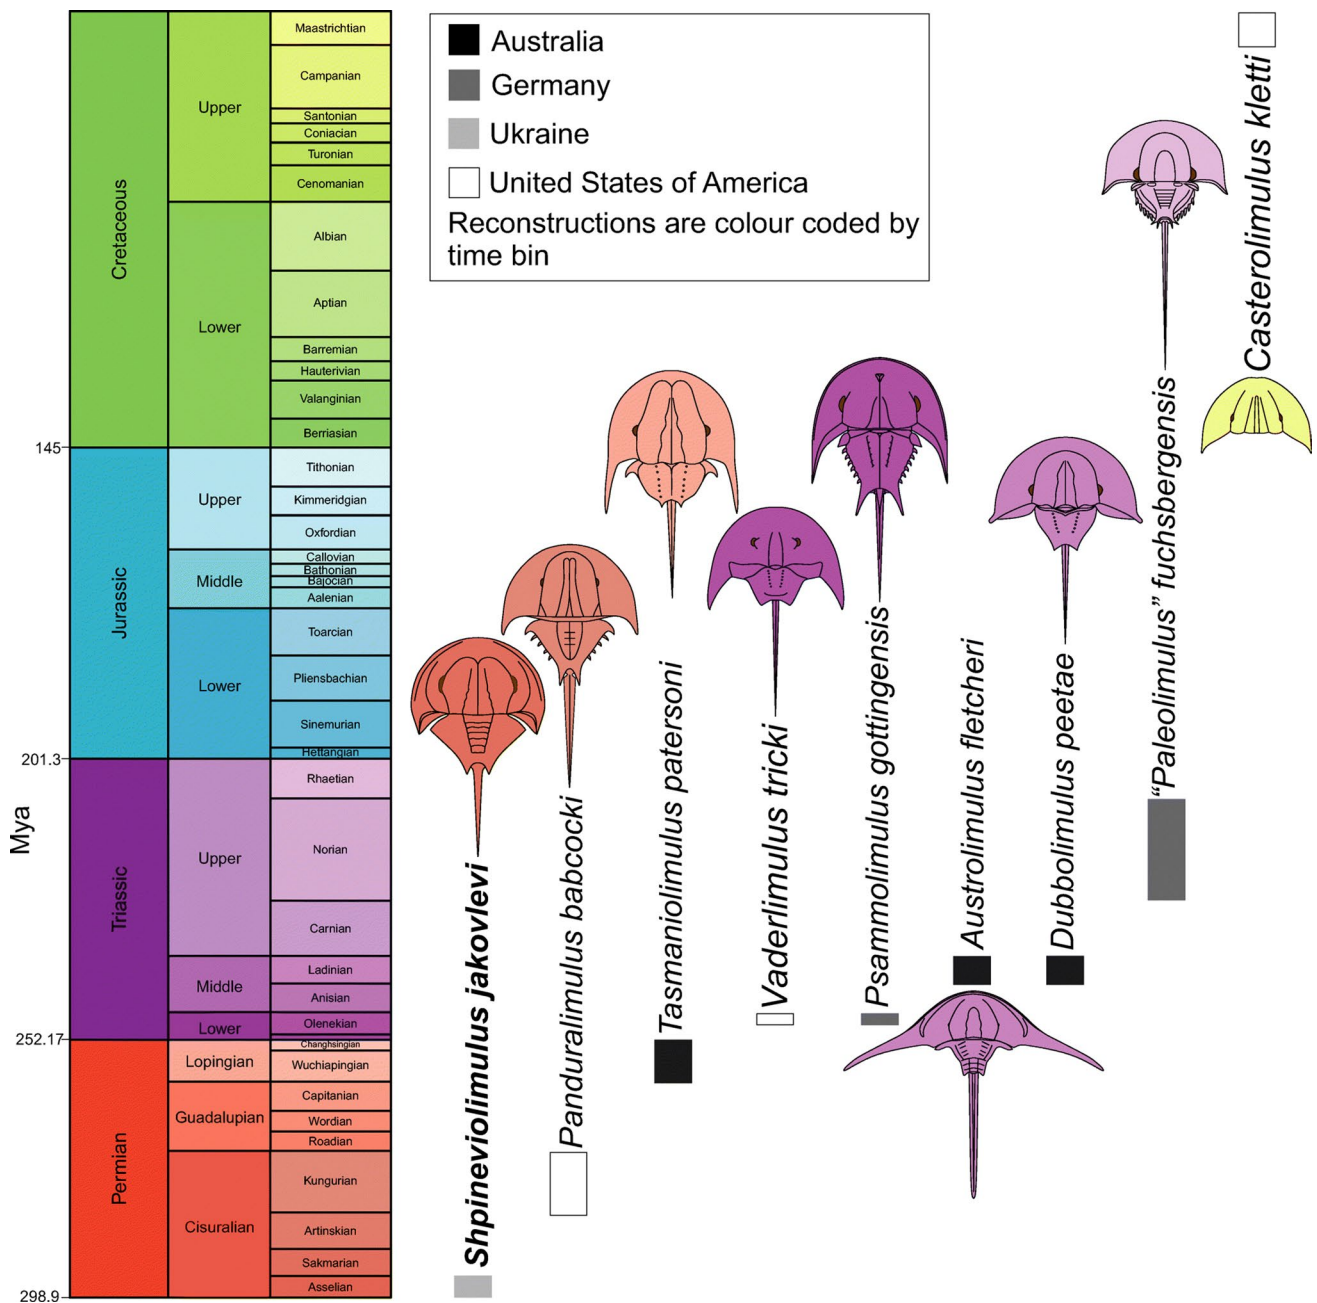 Mya
145
201.3
252.17
298.9
Cretaceous
Jurassic
Triassic
Permian
Upper
Lower
Upper
Middle
Lower
Upper
Middle
Lower
Lopingian
Guadalupian
Cisuralian
Maastrichtian
Campanian
Santonian
Coniacian
Turonian
Cenomanian
Albian
Aptian
Barremian
Hauterivian
Valanginian
Berriasian
Tithonian
Kimmeridgian
Oxfordian
Callovian
Bathonian
Bajocian
Aalenian
Toarcian
Pliensbachian
Sinemurian
Hettangian
Rhaetian
Norian
Carnian
Ladinian
Anisian
Olenekian
Changhsingian
Wuchiapingian
Capitanian
Wordian
Roadian
Kungurian
Artinskian
Sakmarian
Asselian
Australia
Germany
Ukraine
United States of America
Reconstructions are colour coded by
time bin
Shpineviolimulus jakovlevi
Panduralimulus babcocki
Tasmaniolimulus patersoni
Vaderlimulus tricki
Psammolimulus gottingensis
Austrolimulus fletcheri
Dubbolimulus peetae
“Paleolimulus” fuchsbergensis
Casterolimulus kletti